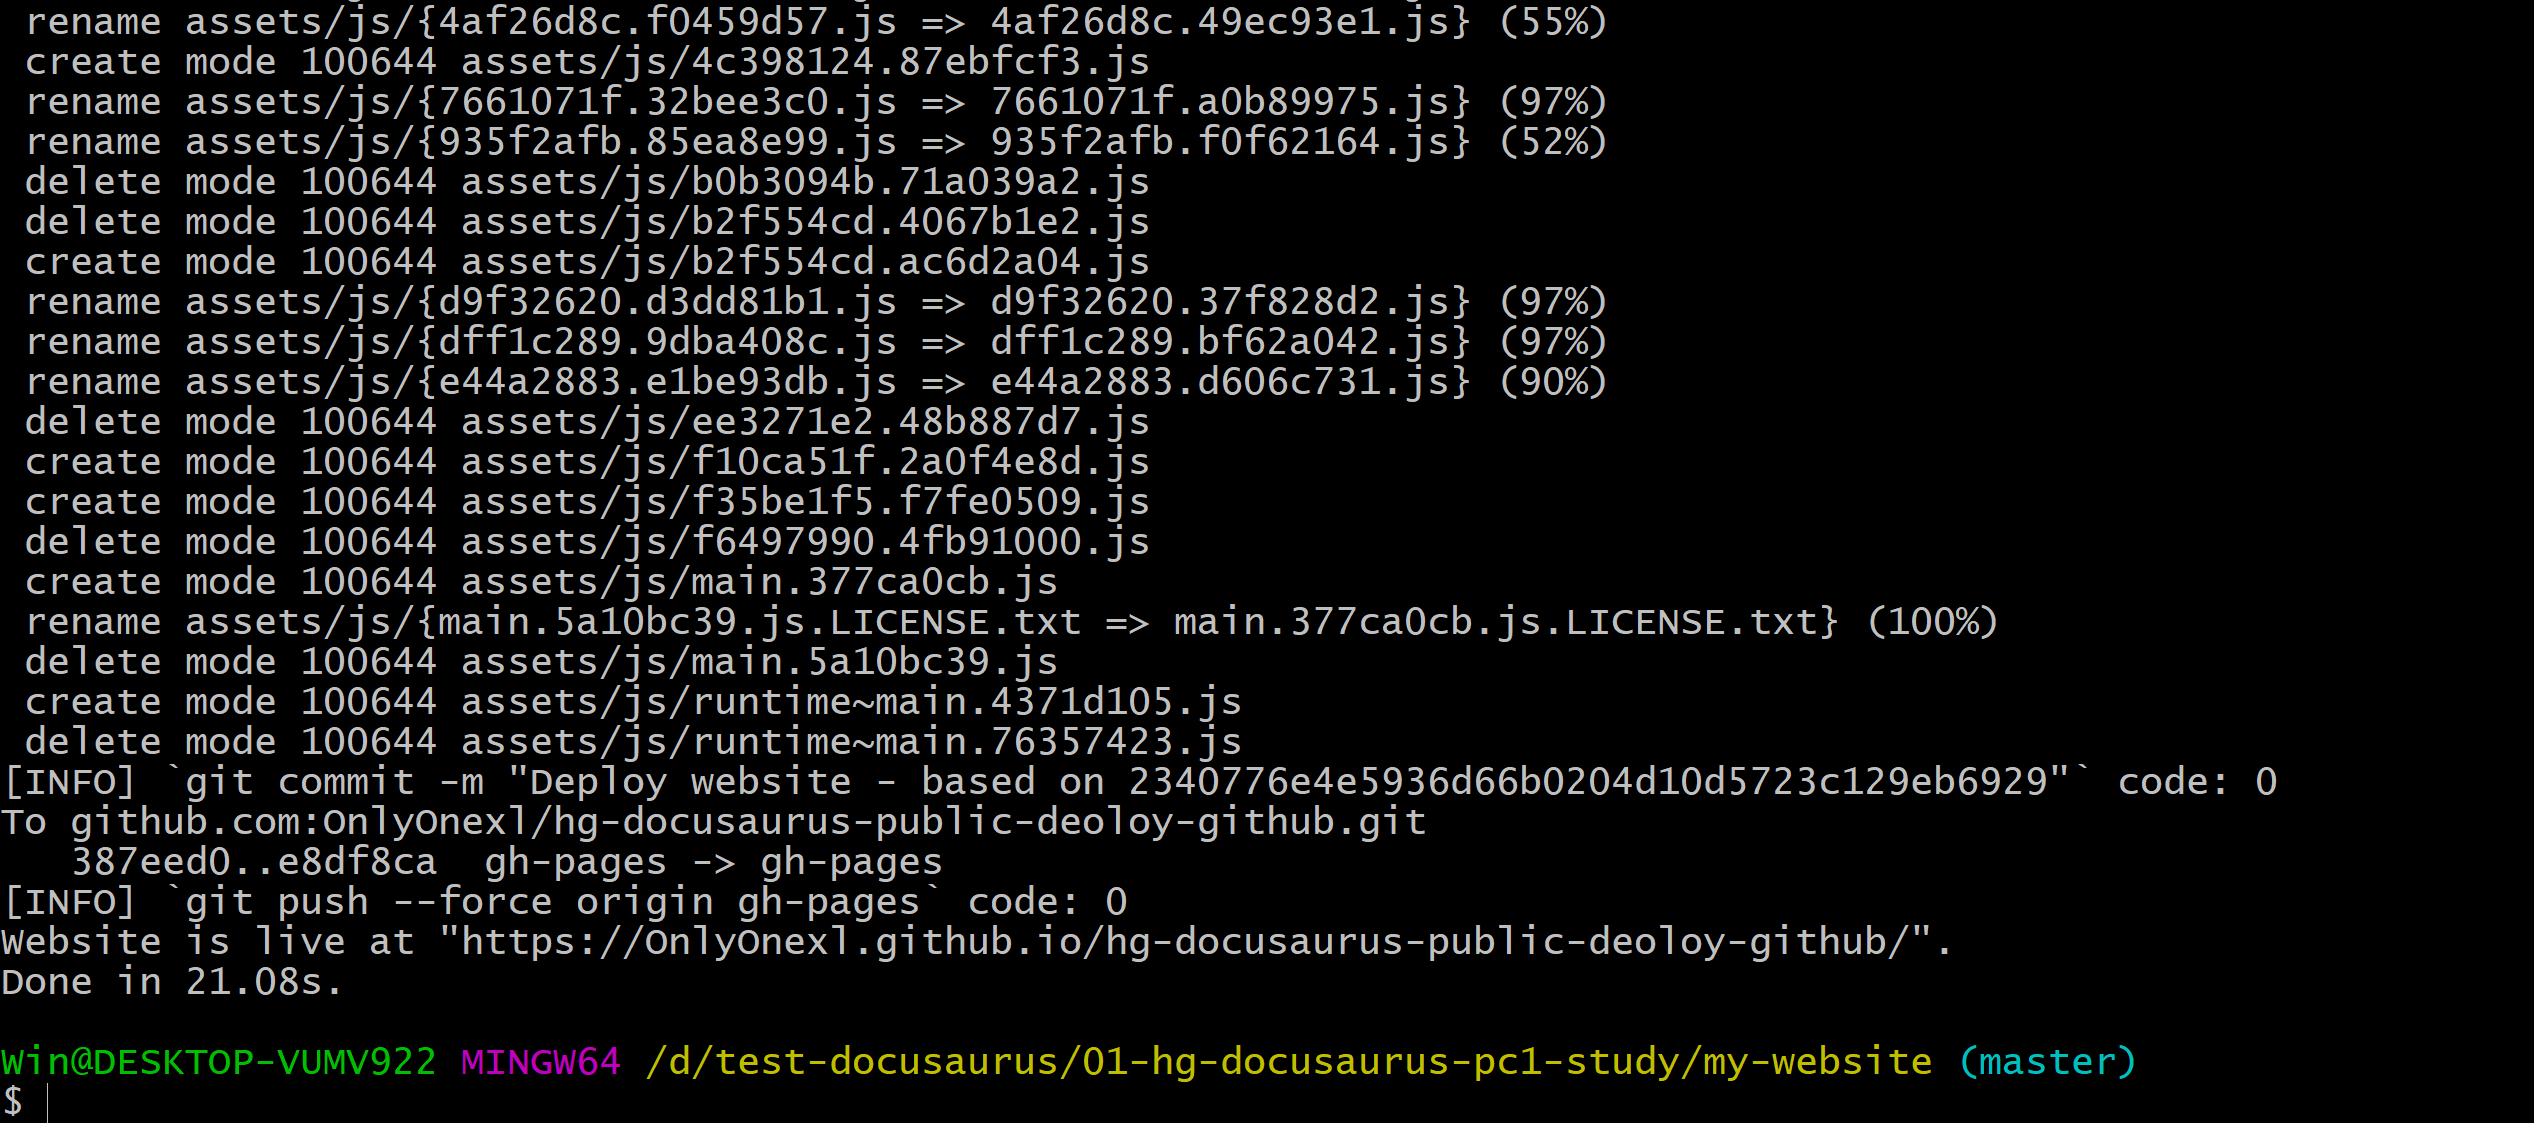 rename assets/js/{4af26d8c.f0459d57.js => 4af26d8c.49ec93e1.js} (55%)
create mode 100644 assets/js/4c398124.87ebfcf3.js
rename assets/js/{7661071f.32bee3c0.js => 7661071f.a0b89975.js} (97%)
rename assets/js/{935f2afb.85ea8e99.js => 935f2afb.f0f62164.js} (52%)
delete mode 100644 assets/js/b0b3094b.71a039a2.js
delete mode 100644 assets/js/b2f554cd.4067b1e2.js
create mode 100644 assets/js/b2f554cd.ac6d2a04.js
rename assets/js/{d9f32620.d3dd81b1.js => d9f32620.37f828d2.js} (97%)
rename assets/js/{dff1c289.9dba408c.js => dff1c289.bf62a042.js} (97%)
rename assets/js/{e44a2883.e1be93db.js => e44a2883.d606c731.js} (90%)
delete mode 100644 assets/js/ee3271e2.48b887d7.js
create mode 100644 assets/js/f10ca51f.2a0f4e8d.js
create mode 100644 assets/js/f35be1f5.f7fe0509.js
delete mode 100644 assets/js/f6497990.4fb91000.js
create mode 100644 assets/js/main.377ca0cb.js
rename assets/js/{main.5a10bc39.js.LICENSE.txt => main.377ca0cb.js.LICENSE.txt} (100%)
delete mode 100644 assets/js/main.5a10bc39.js
create mode 100644 assets/js/runtime~main.4371d105.js
delete mode 100644 assets/js/runtime~main.76357423.js
[INFO] `git commit -m "Deploy website - based on 2340776e4e5936d66b0204d10d5723c129eb6929"` code: 0
To github.com:OnlyOnexl/hg-docusaurus-public-deoloy-github.git
387eed0..e8df8ca  gh-pages -> gh-pages
[INFO] `git push --force origin gh-pages` code: 0
Website is live at "https://OnlyOnexl.github.io/hg-docusaurus-public-deoloy-github/".
Done in 21.08s.
Win@DESKTOP-VUMV922 MINGW64 /d/test-docusaurus/01-hg-docusaurus-pc1-study/my-website (master)
$